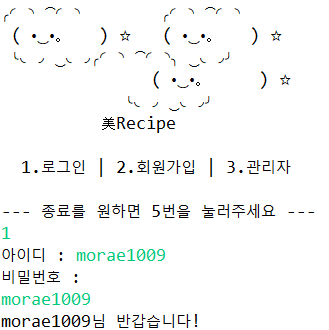 美Recipe
1.로그인 | 2.회원가입 | 3.관리자
--- 종료를 원하면 5번을 눌러주세요 ---
1
아이디 : morae1009
비밀번호 :
morae1009
morae1009님 반갑습니다!